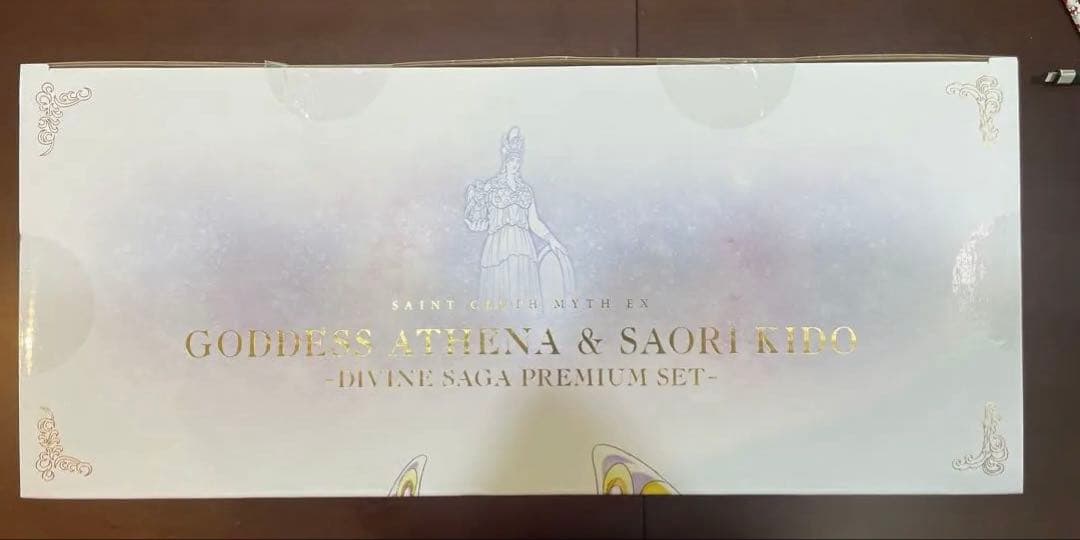 SAINT CLOTH MYTH EX
GODDESS ATHENA & SAORI KIDO
-DIVINE SAGA PREMIUM SET-